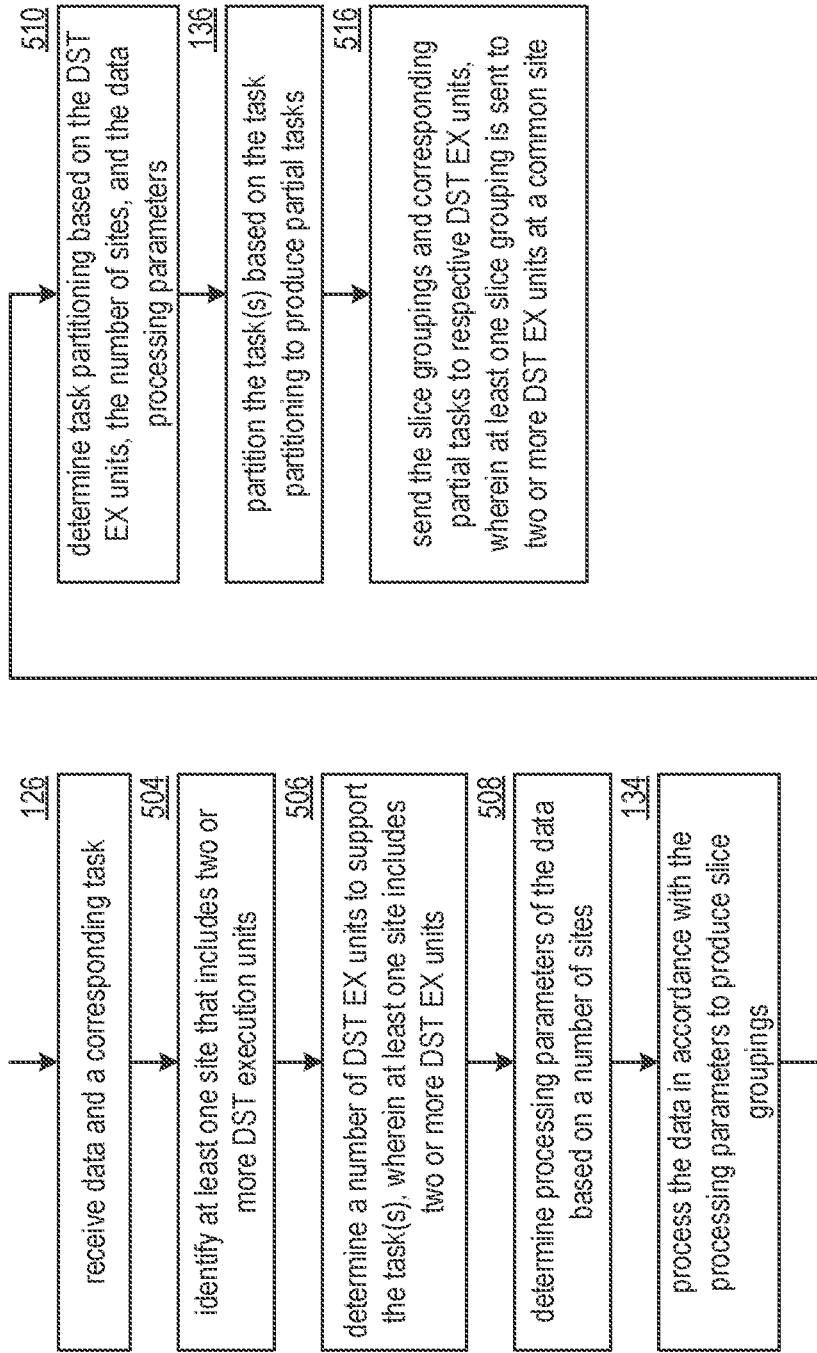 126
receive data and a corresponding task
504
identify at least one site that includes two or
more DST execution units
506
determine a number of DST EX units to support
the task(s), wherein at least one site includes
two or more DST EX units
508
determine processing parameters of the data
based on a number of sites
134
process the data in accordance with the
processing parameters to produce slice
groupings
510
determine task partitioning based on the DST
EX units, the number of sites, and the data
processing parameters
136
partition the task(s) based on the task
partitioning to produce partial tasks
516
send the slice groupings and corresponding
partial tasks to respective DST EX units,
wherein at least one slice grouping is sent to
two or more DST EX units at a common site